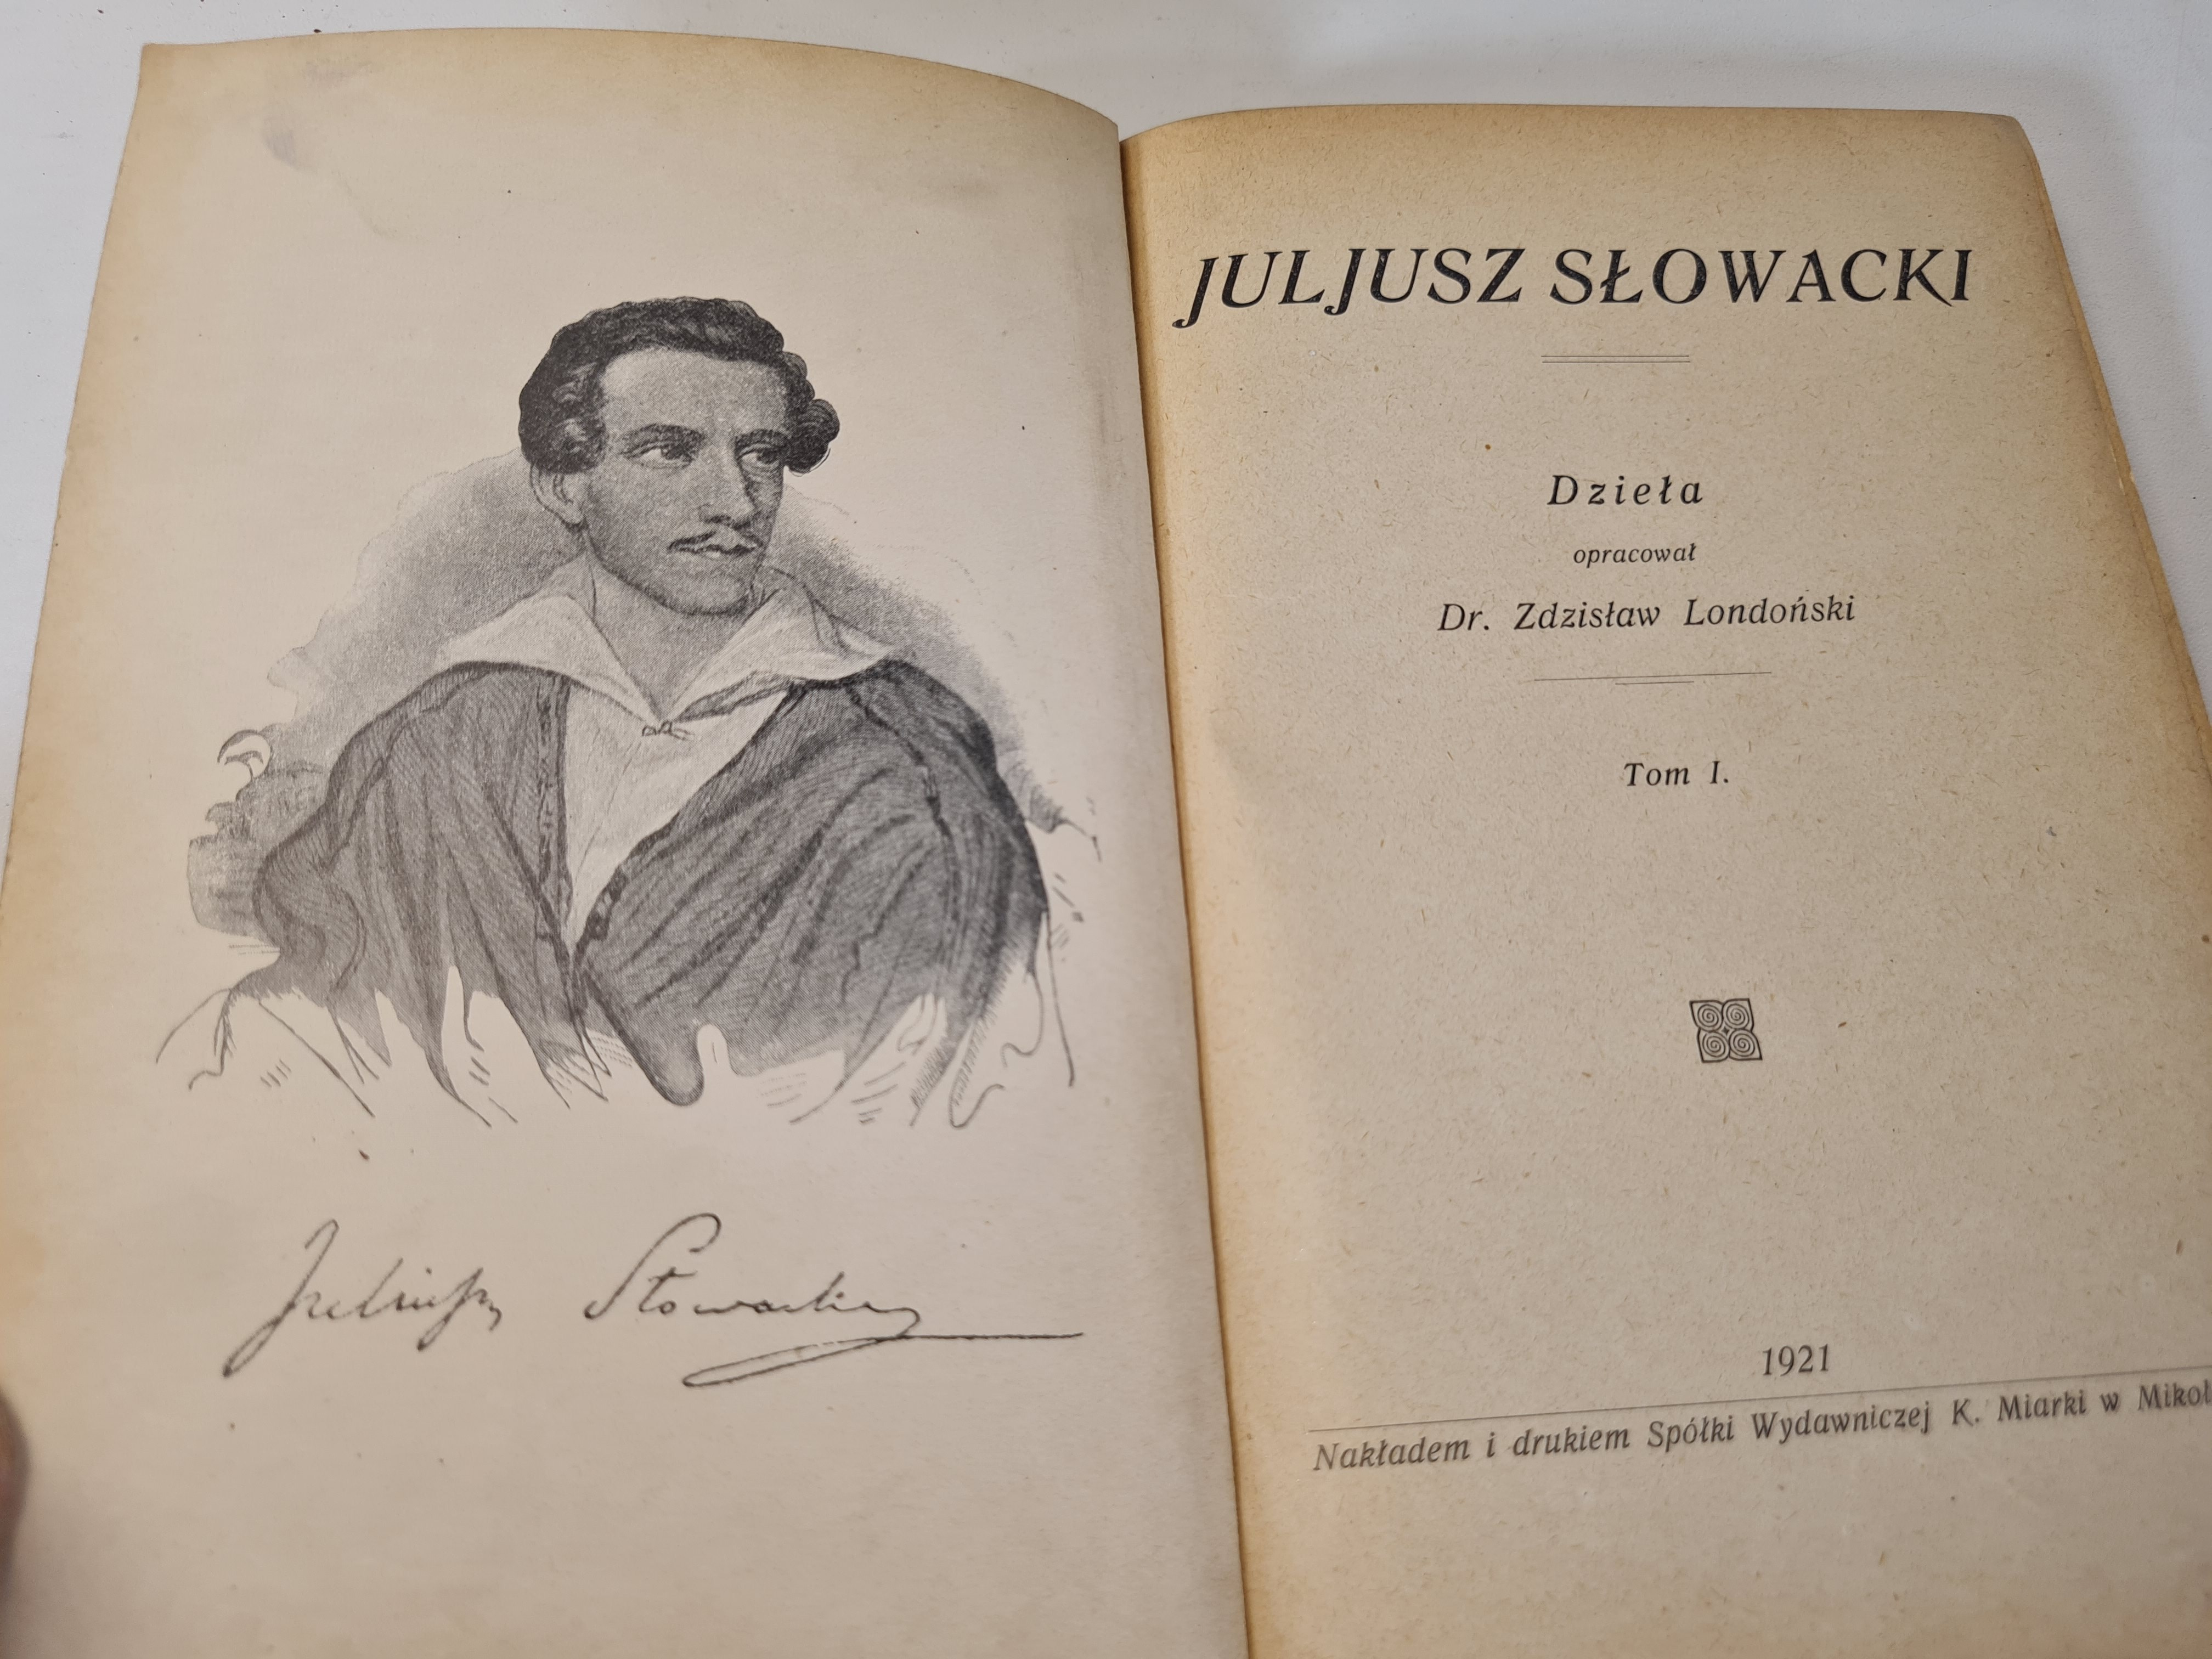 Juliusz Słowacki
JULJUSZ SŁOWACKI
Dzieła
opracował
Dr. Zdzisław Londoński
Tom I.
1921
Nakładem i drukiem Spółki Wydawniczej K. Miarki w Mikoł